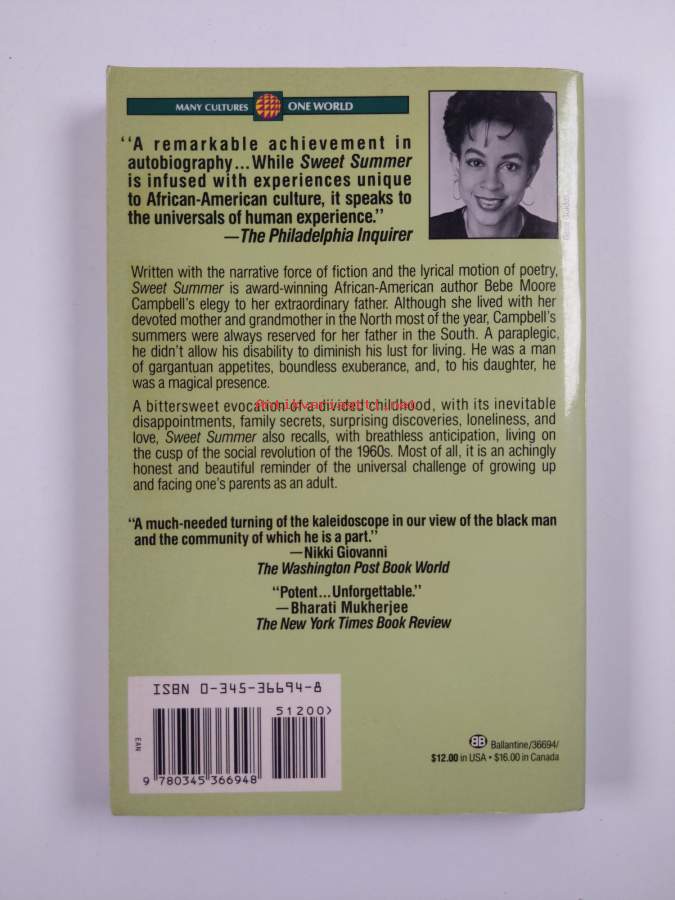 MANY CULTURES ONE WORLD
"A remarkable achievement in
autobiography...While Sweet Summer
is infused with experiences unique
to African-American culture, it speaks to
the universals of human experience."
—The Philadelphia Inquirer
Written with the narrative force of fiction and the lyrical motion of poetry,
Sweet Summer is award-winning African-American author Bebe Moore
Campbell's elegy to her extraordinary father. Although she lived with her
devoted mother and grandmother in the North most of the year, Campbell's
summers were always reserved for her father in the South. A paraplegic,
he didn't allow his disability to diminish his lust for living. He was a man
of gargantuan appetites, boundless exuberance, and, to his daughter, he
was a magical presence.
A bittersweet evocation of a divided childhood, with its inevitable
disappointments, family secrets, surprising discoveries, loneliness, and
love, Sweet Summer also recalls, with breathless anticipation, living on
the cusp of the social revolution of the 1960s. Most of all, it is an achingly
honest and beautiful reminder of the universal challenge of growing up
and facing one's parents as an adult.
"A much-needed turning of the kaleidoscope in our view of the black man
and the community of which he is a part."
—Nikki Giovanni
The Washington Post Book World
"Potent...Unforgettable."
—Bharati Mukherjee
The New York Times Book Review
ISBN 0-345-36694-8
51200>
EAN
9 780345 366948
BB Ballantine/36694/
$12.00 in USA • $16.00 in Canada